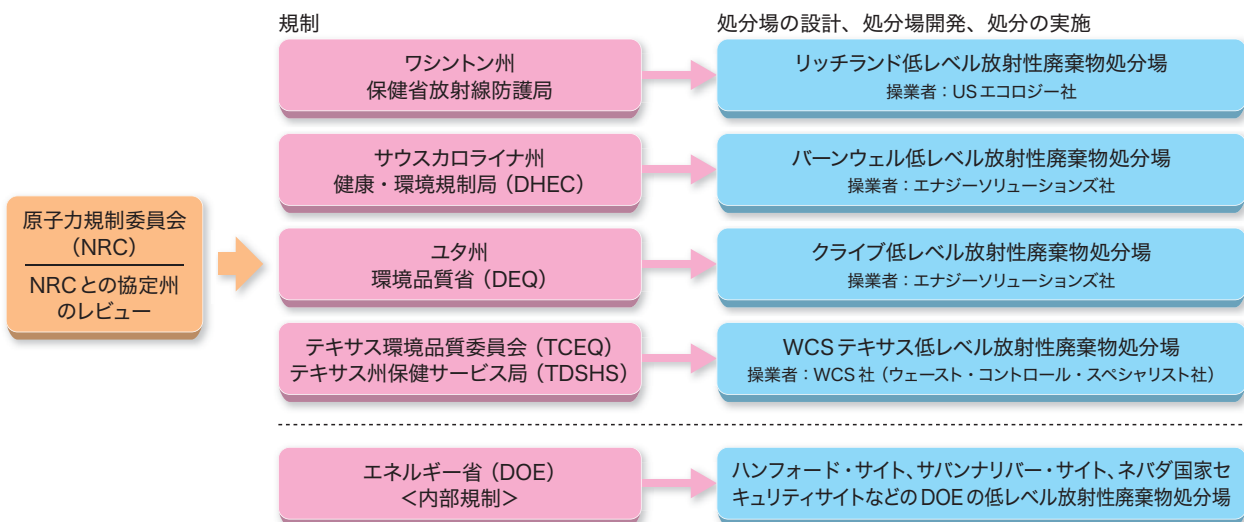 規制
処分場の設計、処分場開発、処分の実施
原子力規制委員会
（NRC）
NRCとの協定州
のレビュー
ワシントン州
保健省放射線防護局
リッチランド低レベル放射性廃棄物処分場
操業者：USエコロジー社
サウスカロライナ州
健康・環境規制局（DHEC）
バーンウェル低レベル放射性廃棄物処分場
操業者：エナジーソリューションズ社
ユタ州
環境品質省（DEQ）
クライブ低レベル放射性廃棄物処分場
操業者：エナジーソリューションズ社
テキサス環境品質委員会（TCEQ）
テキサス州保健サービス局（TDSHS）
WCSテキサス低レベル放射性廃棄物処分場
操業者：WCS社（ウェースト・コントロール・スペシャリスト社）
エネルギー省（DOE）
＜内部規制＞
ハンフォード・サイト、サバンナリバー・サイト、ネバダ国家セ
キュリティサイトなどのDOEの低レベル放射性廃棄物処分場